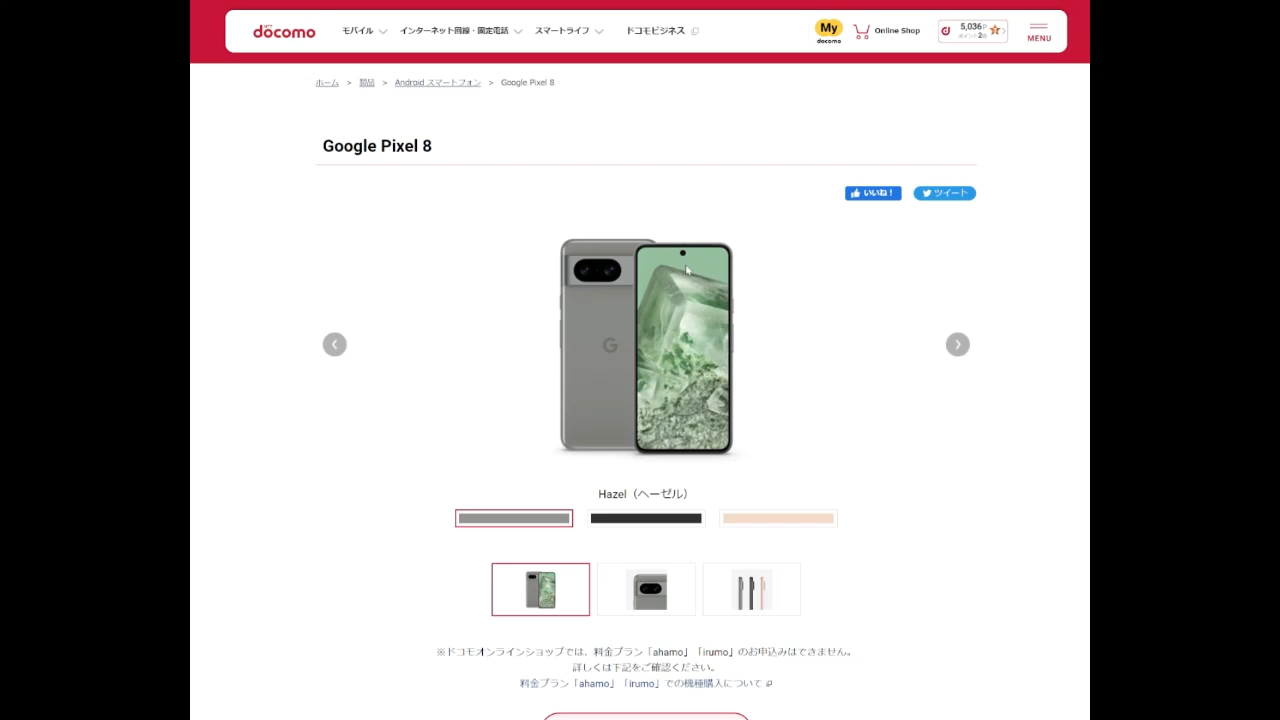 döcomo
モバイル
インターネット回線・固定電話
スマートライフ
ドコモビジネス
My
docomo
Online Shop
5,036P
MENU
ホーム > 製品 > Android スマートフォン > Google Pixel 8
Google Pixel 8
いいね！
ツイート
G
Hazel（ヘーゼル）
※ドコモオンラインショップでは、料金プラン「ahamo」「irumo」のお申込みはできません。
詳しくは下記をご確認ください。
料金プラン「ahamo」「irumo」での機種購入について